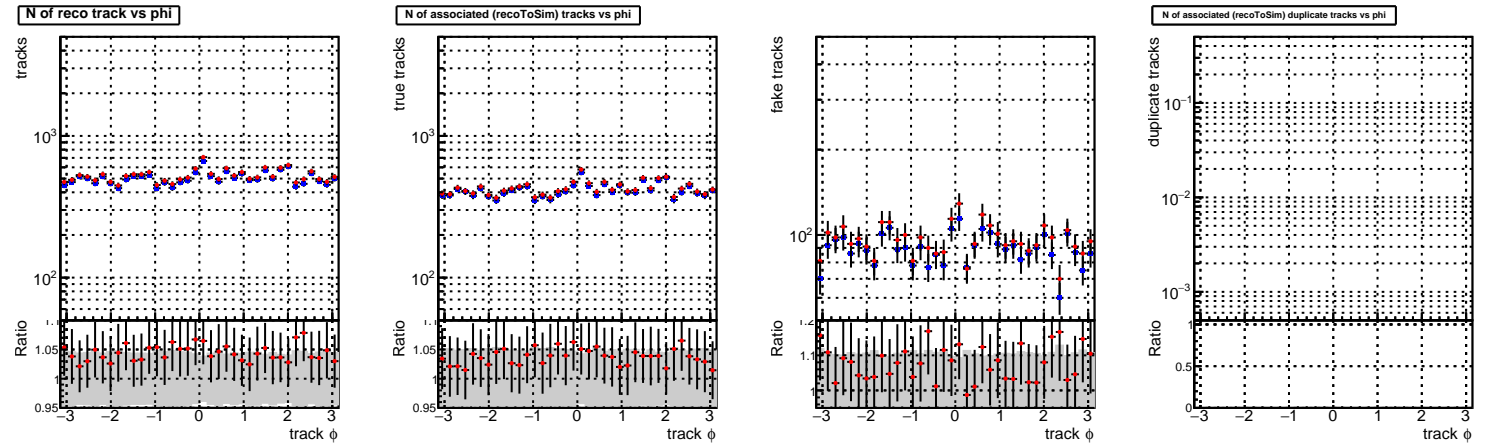 N of reco track vs phi
tracks
10³
10²
Ratio
1.05
1
0.95
−3 −2 −1 0 1 2 3
track ϕ
N of associated (recoToSim) tracks vs phi
true tracks
10³
10²
Ratio
1.05
1
0.95
−3 −2 −1 0 1 2 3
track ϕ
fake tracks
10²
Ratio
1.2
1.1
1
−3 −2 −1 0 1 2 3
track ϕ
N of associated (recoToSim) duplicate tracks vs phi
duplicate tracks
10⁻¹
10⁻²
10⁻³
Ratio
1
0.5
0
−3 −2 −1 0 1 2 3
track ϕ